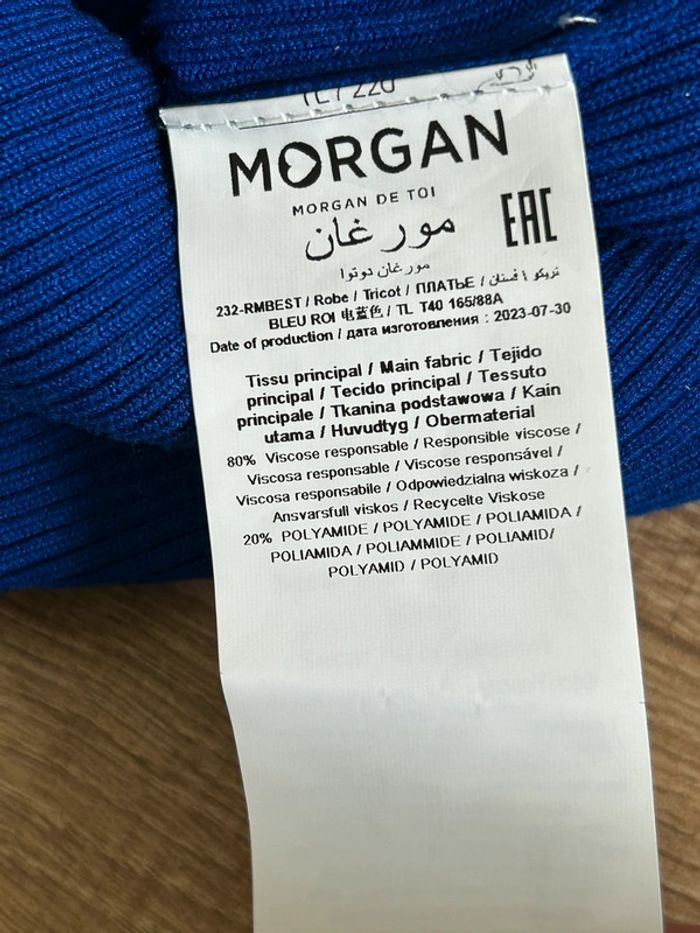 MORGAN
MORGAN DE TOI
مورغان
مورغان دوتوا
EAC
232-RMBEST / Robe / Tricot / ПЛАТЬЕ / تريكو \ فستان
BLEU ROI 电蓝色 / TL T40 165/88A
Date of production / дата изготовления : 2023-07-30
Tissu principal / Main fabric / Tejido
principal / Tecido principal / Tessuto
principale / Tkanina podstawowa / Kain
utama / Huvudtyg / Obermaterial
80% Viscose responsable / Responsible viscose /
Viscosa responsable / Viscose responsável /
Viscosa responsabile / Odpowiedzialna wiskoza /
Ansvarsfull viskos / Recycelte Viskose
20% POLYAMIDE / POLYAMIDE / POLIAMIDA /
POLIAMIDA / POLIAMMIDE / POLIAMID/
POLYAMID / POLYAMID